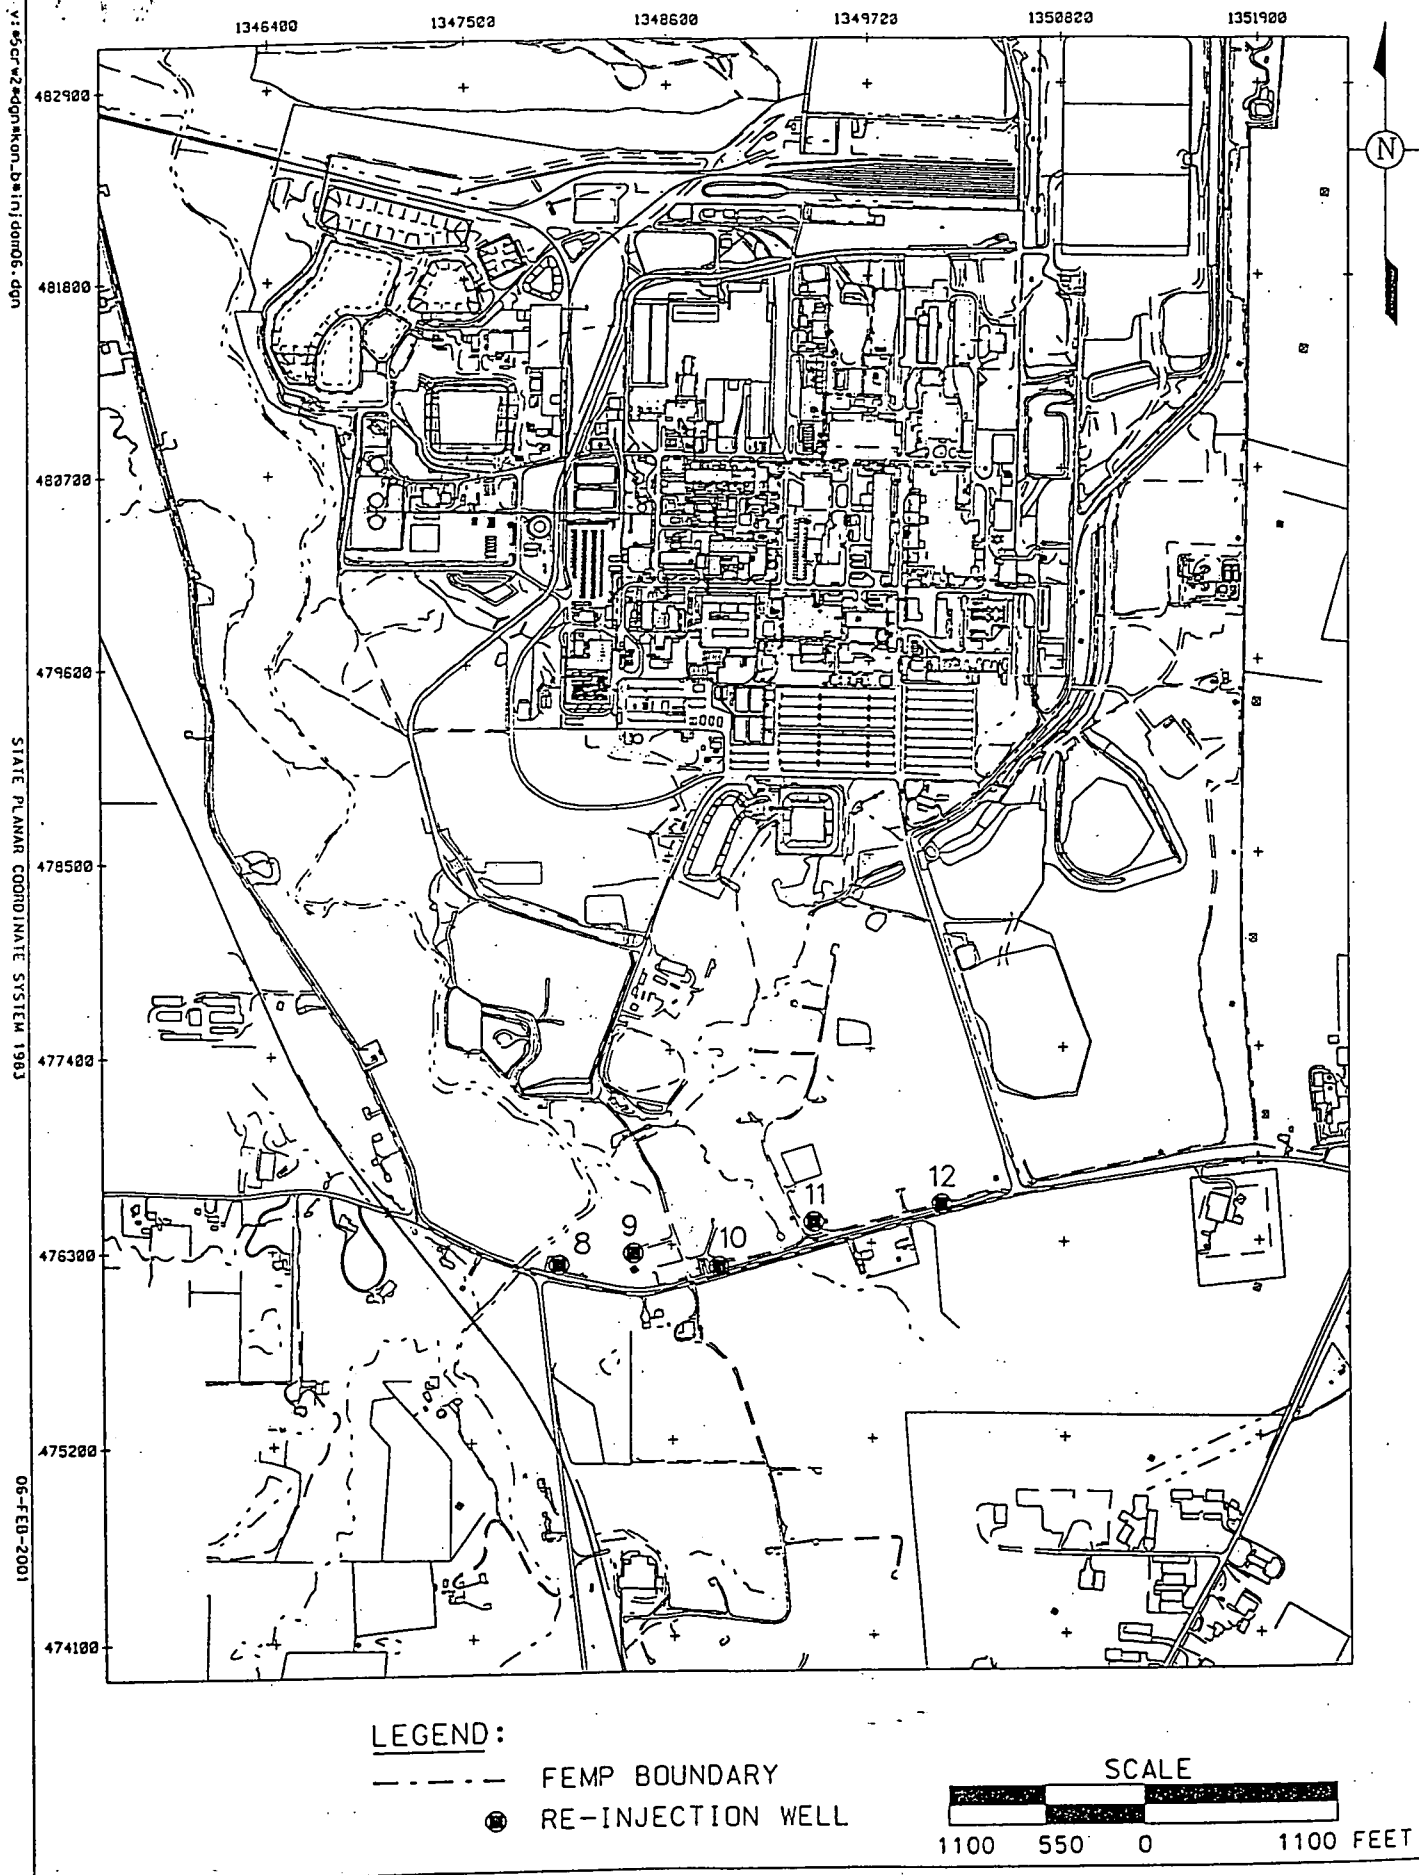 1346400 1347500 1348600 1349720 1350820 1351900
482900
N
481800
480700
479600
478500
477400
12
11
9
8
10
476300
475200
474100
STATE PLANAR COORDINATE SYSTEM 1983
06-FEB-2001
LEGEND:
FEMP BOUNDARY
RE-INJECTION WELL
SCALE
1100 550 0 1100 FEET